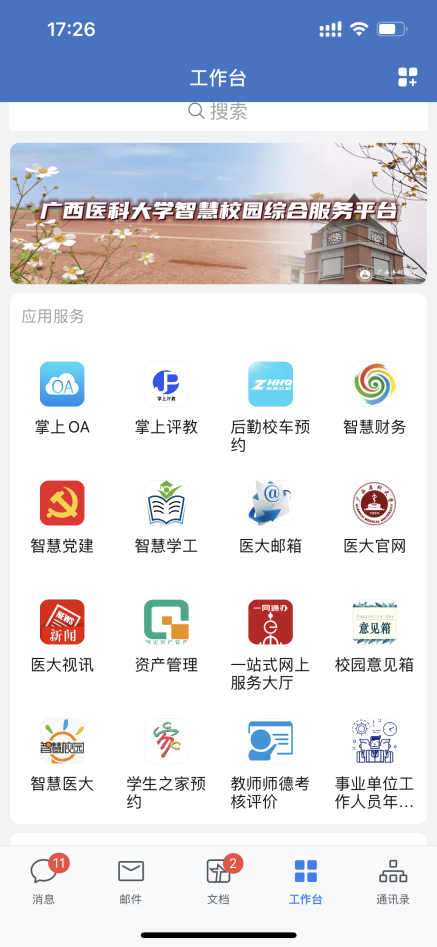 17:26
工作台
搜索
广西医科大学智慧校园综合服务平台
应用服务
OA
掌上评教
ZHHQ
掌上OA
掌上评教
后勤校车预
约
智慧财务
智慧党建
智慧学工
医大邮箱
医大官网
NEWS
新闻
一网通办
意见箱
医大视讯
资产管理
一站式网上
服务大厅
校园意见箱
智慧校园
智慧医大
学生之家预
约
教师师德考
核评价
事业单位工
作人员年...
11
2
消息
邮件
文档
工作台
通讯录